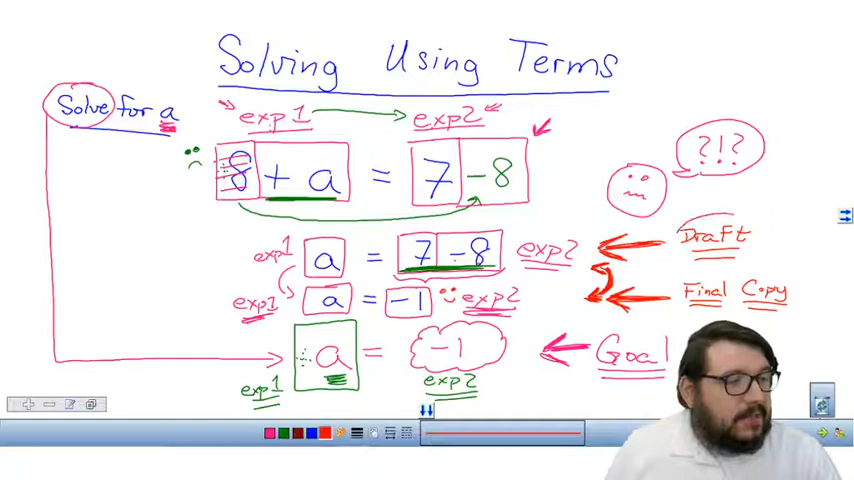 Solving Using Terms
Solve for a
exp1 exp2
8 + a = 7 - 8
?!?
exp1 a = 7 - 8 exp2 Draft
exp1 a = -1 exp2 Final Copy
a = -1 Goal
exp1 exp2